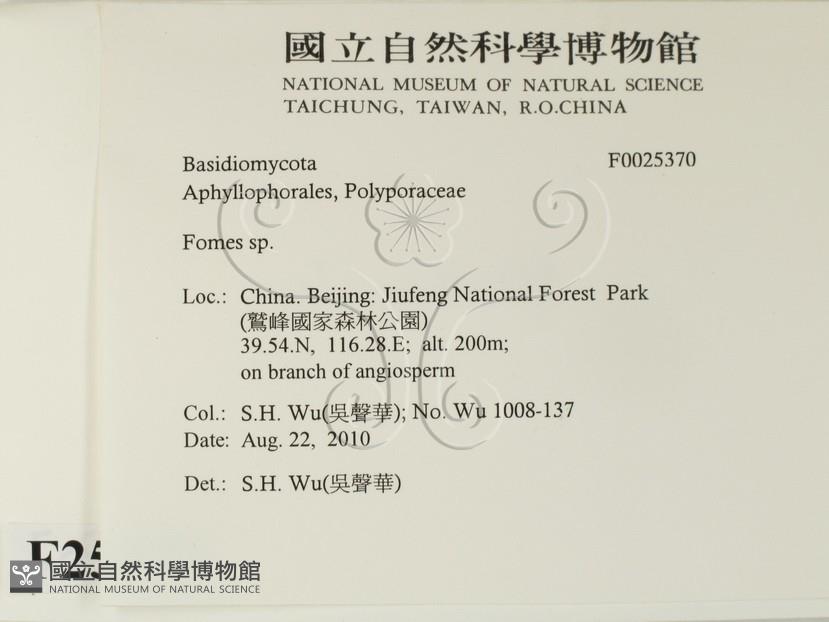 國立自然科學博物館
NATIONAL MUSEUM OF NATURAL SCIENCE
TAICHUNG, TAIWAN, R.O.CHINA
Basidiomycota F0025370
Aphyllophorales, Polyporaceae
Fomes sp.
Loc.: China. Beijing: Jiufeng National Forest Park
(鷲峰國家森林公園)
39.54.N, 116.28.E; alt. 200m;
on branch of angiosperm
Col.: S.H. Wu(吳聲華); No. Wu 1008-137
Date: Aug. 22, 2010
Det.: S.H. Wu(吳聲華)
F25
國立自然科學博物館
NATIONAL MUSEUM OF NATURAL SCIENCE